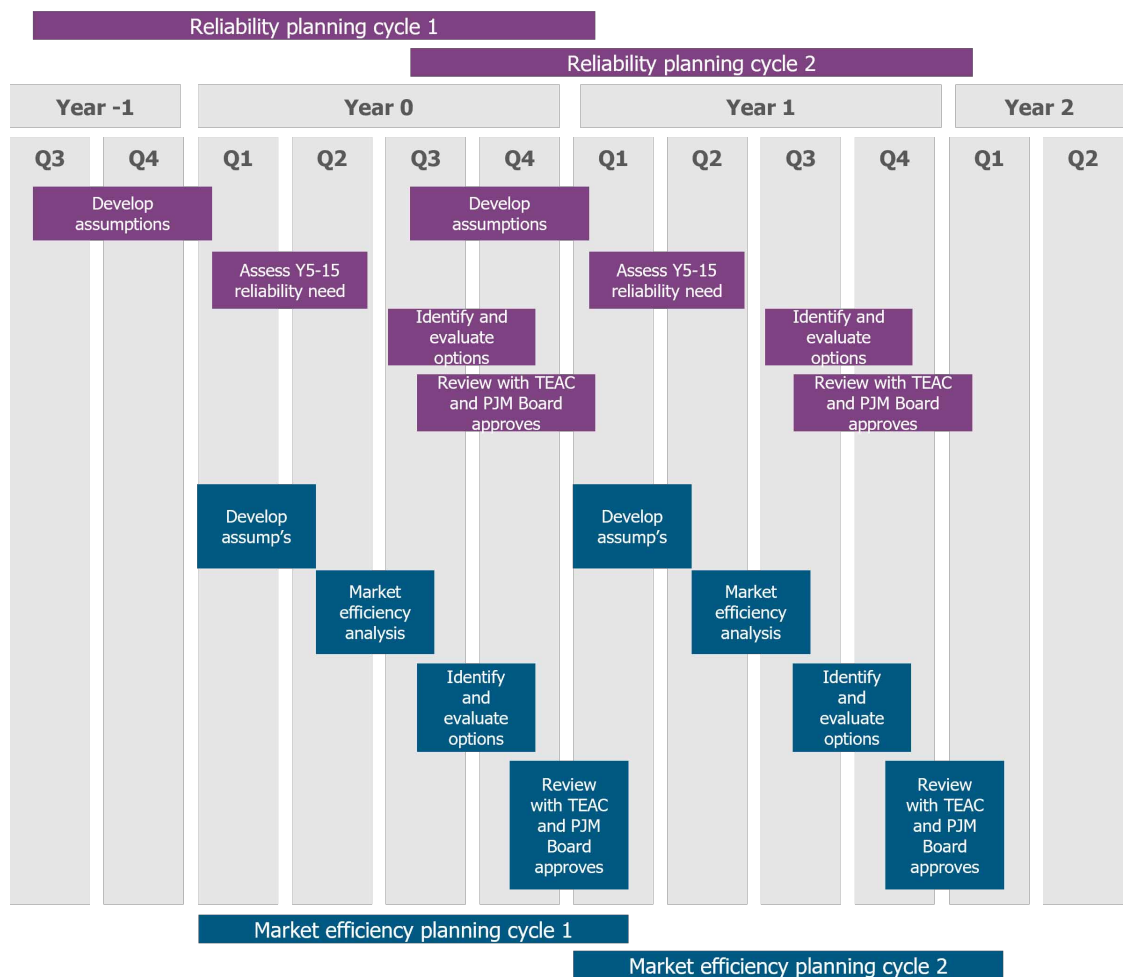 Reliability planning cycle 1
Reliability planning cycle 2
Year -1
Year 0
Year 1
Year 2
Q3
Q4
Q1
Q2
Q3
Q4
Q1
Q2
Q3
Q4
Q1
Q2
Develop
assumptions
Develop
assumptions
Assess Y5-15
reliability need
Assess Y5-15
reliability need
Identify and
evaluate
options
Identify and
evaluate
options
Review with TEAC
and PJM Board
approves
Review with TEAC
and PJM Board
approves
Develop
assump’s
Develop
assump’s
Market
efficiency
analysis
Market
efficiency
analysis
Identify
and
evaluate
options
Identify
and
evaluate
options
Review
with TEAC
and PJM
Board
approves
Review
with TEAC
and PJM
Board
approves
Market efficiency planning cycle 1
Market efficiency planning cycle 2